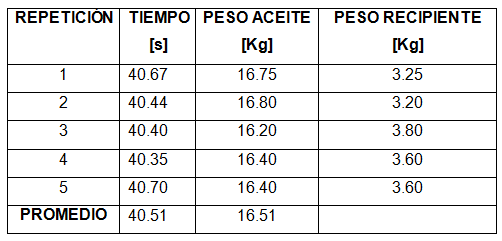 REPETICIÒN TIEMPO PESO ACEITE PESO RECIPIENTE
[s] [Kg] [Kg]
1 40.67 16.75 3.25
2 40.44 16.80 3.20
3 40.40 16.20 3.80
4 40.35 16.40 3.60
5 40.70 16.40 3.60
PROMEDIO 40.51 16.51